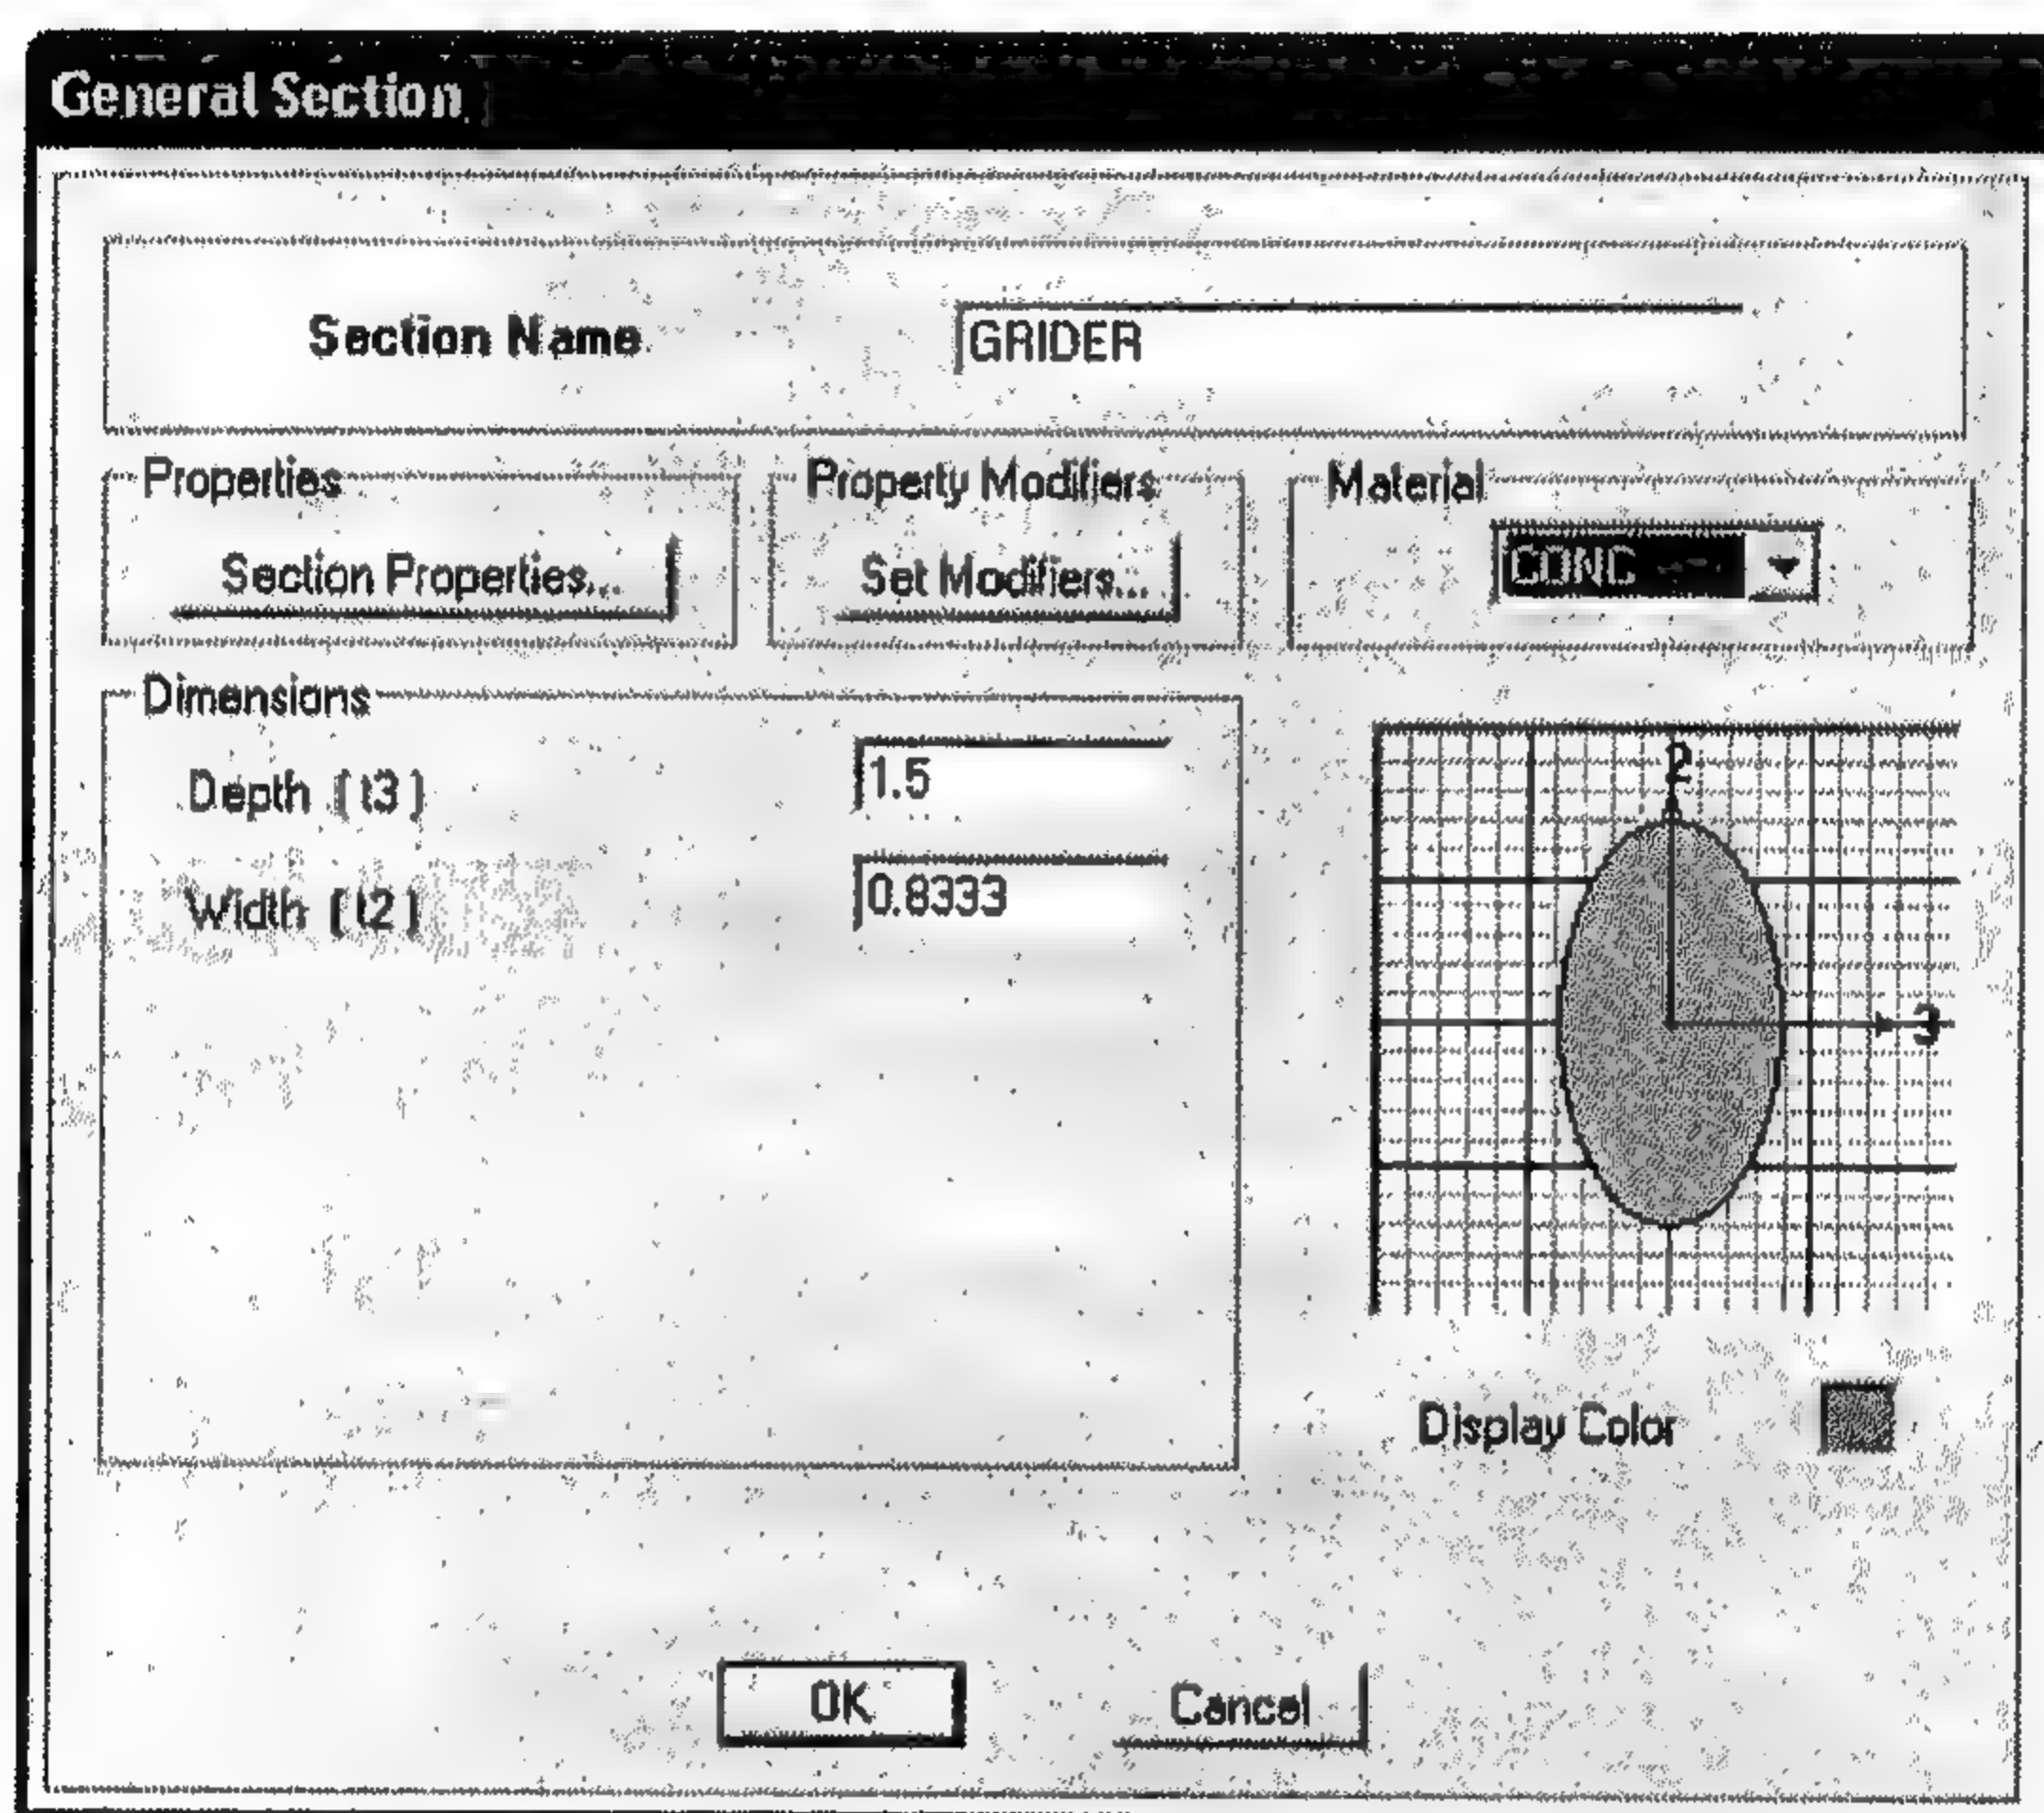 General Section
Section Name GRIDER
Properties Property Modifiers Material
Section Properties... Set Modifiers... CONC
Dimensions
Depth (t3) 1.5
Width (t2) 0.8333
2
3
Display Color
OK Cancel